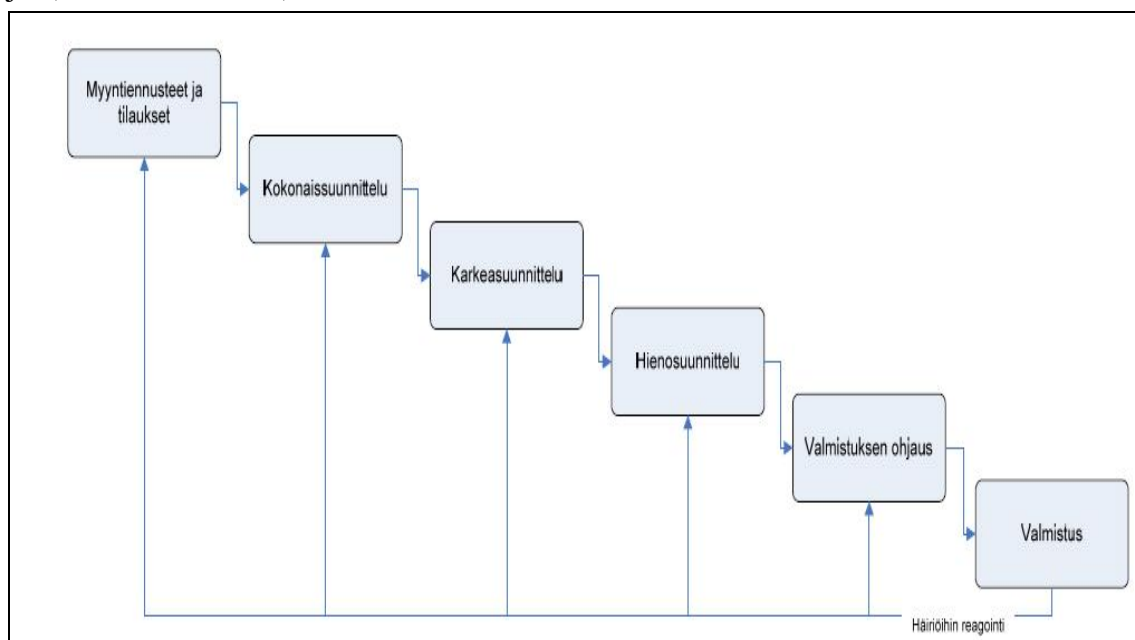 Myyntiennusteet ja
tilaukset
Kokonaissuunnittelu
Karkeasuunnittelu
Hienosuunnittelu
Valmistuksen ohjaus
Valmistus
Häiriöihin reagointi